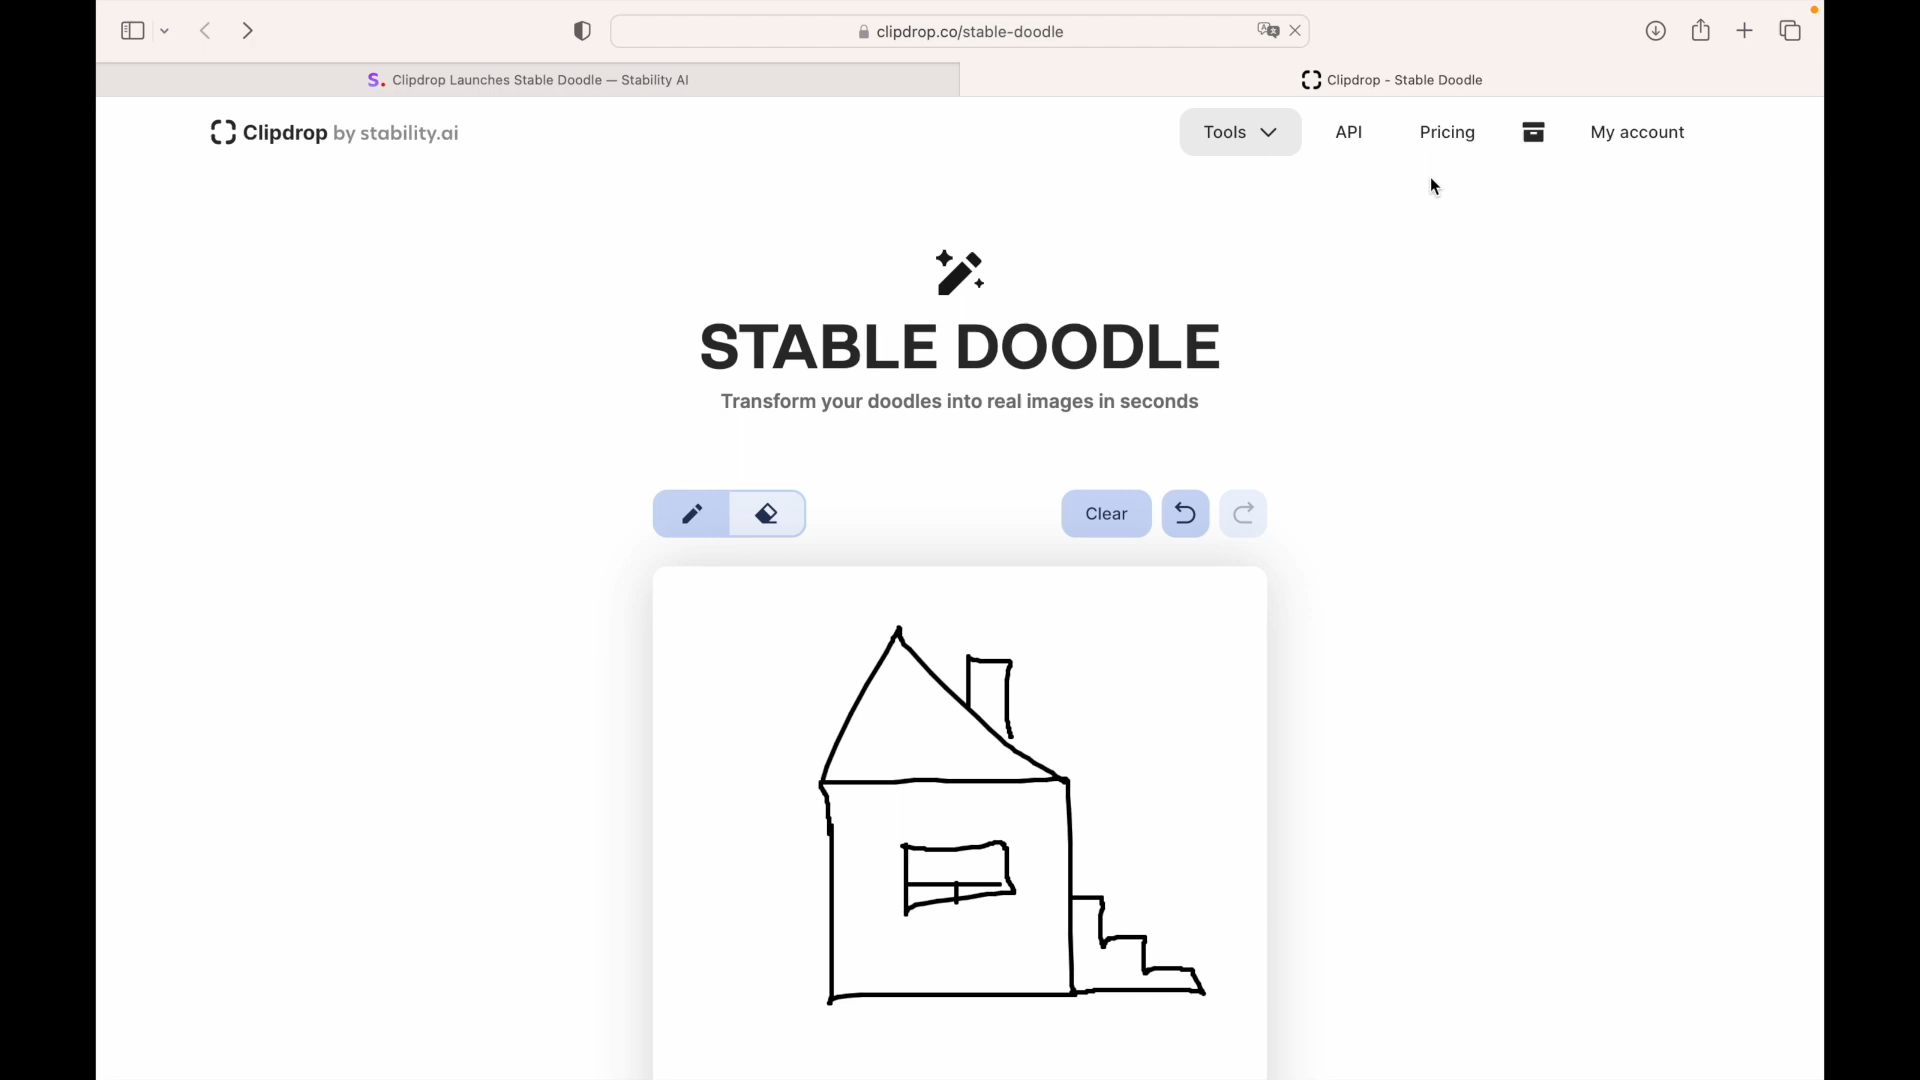 clipdrop.co/stable-doodle
S. Clipdrop Launches Stable Doodle — Stability AI
Clipdrop - Stable Doodle
Clipdrop by stability.ai
Tools
API
Pricing
My account
STABLE DOODLE
Transform your doodles into real images in seconds
Clear